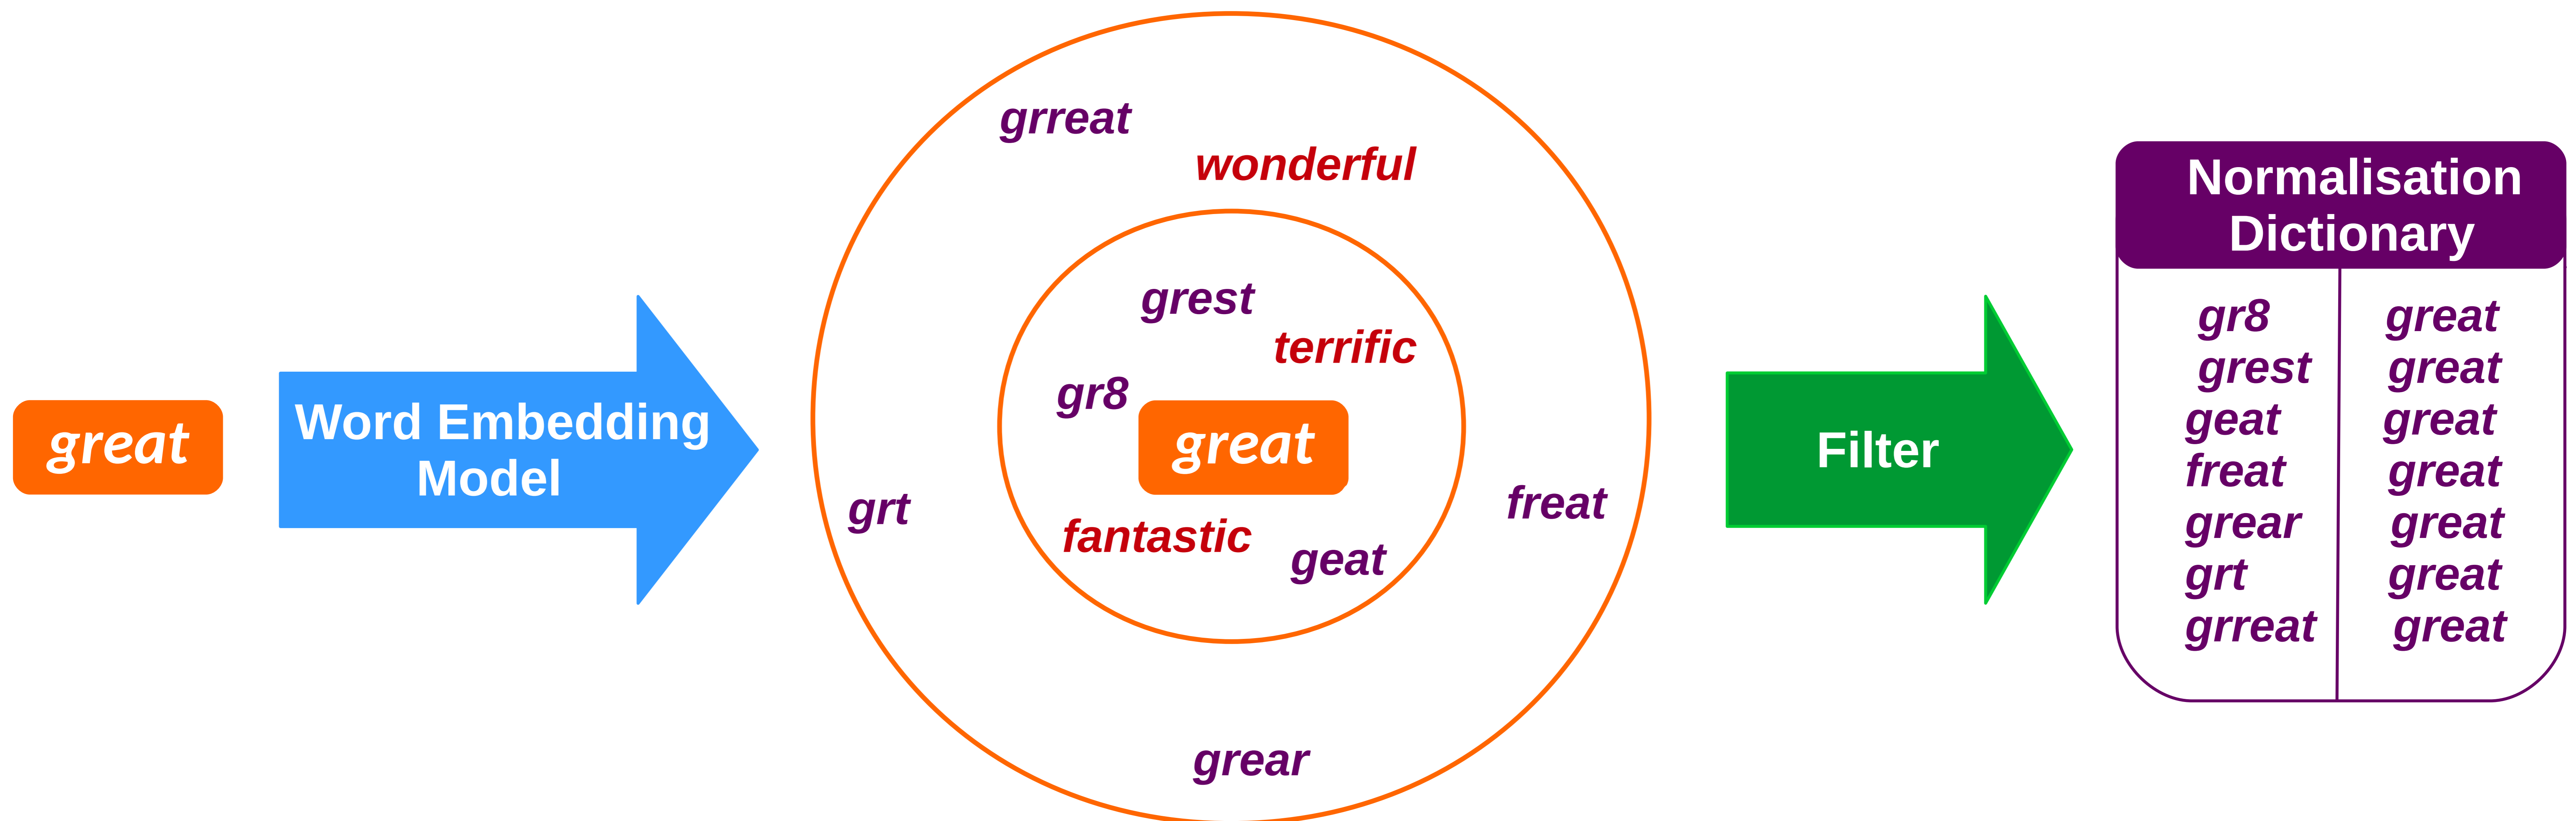 great
Word Embedding
Model
grreat
wonderful
grest
terrific
gr8
great
grt
freat
fantastic
geat
grear
Filter
Normalisation
Dictionary
gr8 great
grest great
geat great
freat great
grear great
grt great
grreat great